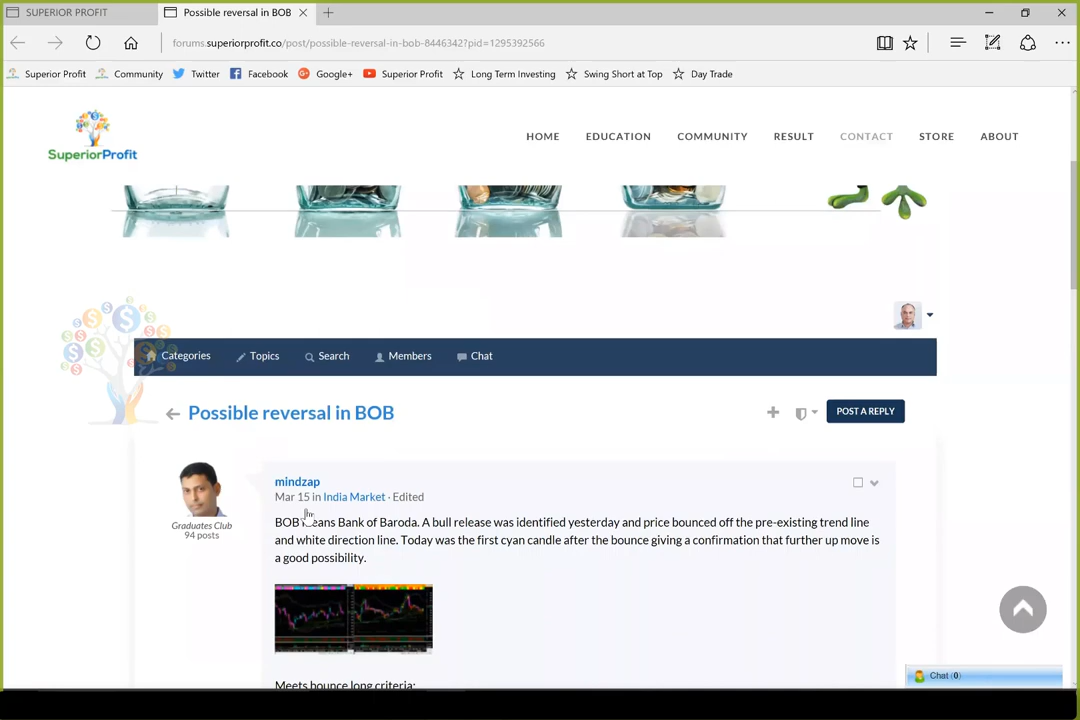 SUPERIOR PROFIT
Possible reversal in BOB
forums.superiorprofit.co/post/possible-reversal-in-bob-8446342?pid=1295392566
Superior Profit
Community
Twitter
Facebook
Google+
Superior Profit
Long Term Investing
Swing Short at Top
Day Trade
SuperiorProfit
HOME
EDUCATION
COMMUNITY
RESULT
CONTACT
STORE
ABOUT
Categories
Topics
Search
Members
Chat
Possible reversal in BOB
POST A REPLY
mindzap
Mar 15 in India Market · Edited
Graduates Club
94 posts
BOB means Bank of Baroda. A bull release was identified yesterday and price bounced off the pre-existing trend line
and white direction line. Today was the first cyan candle after the bounce giving a confirmation that further up move is
a good possibility.
Meets bounce long criteria:
Chat (0)